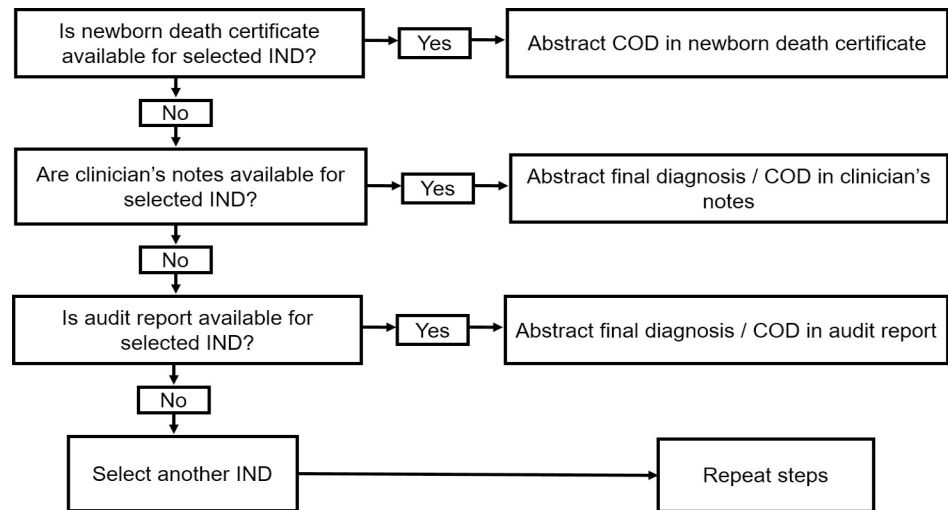 Is newborn death certificate
available for selected IND?
Yes
Abstract COD in newborn death certificate
No
Are clinician's notes available for
selected IND?
Yes
Abstract final diagnosis / COD in clinician's
notes
No
Is audit report available for
selected IND?
Yes
Abstract final diagnosis / COD in audit report
No
Select another IND
Repeat steps